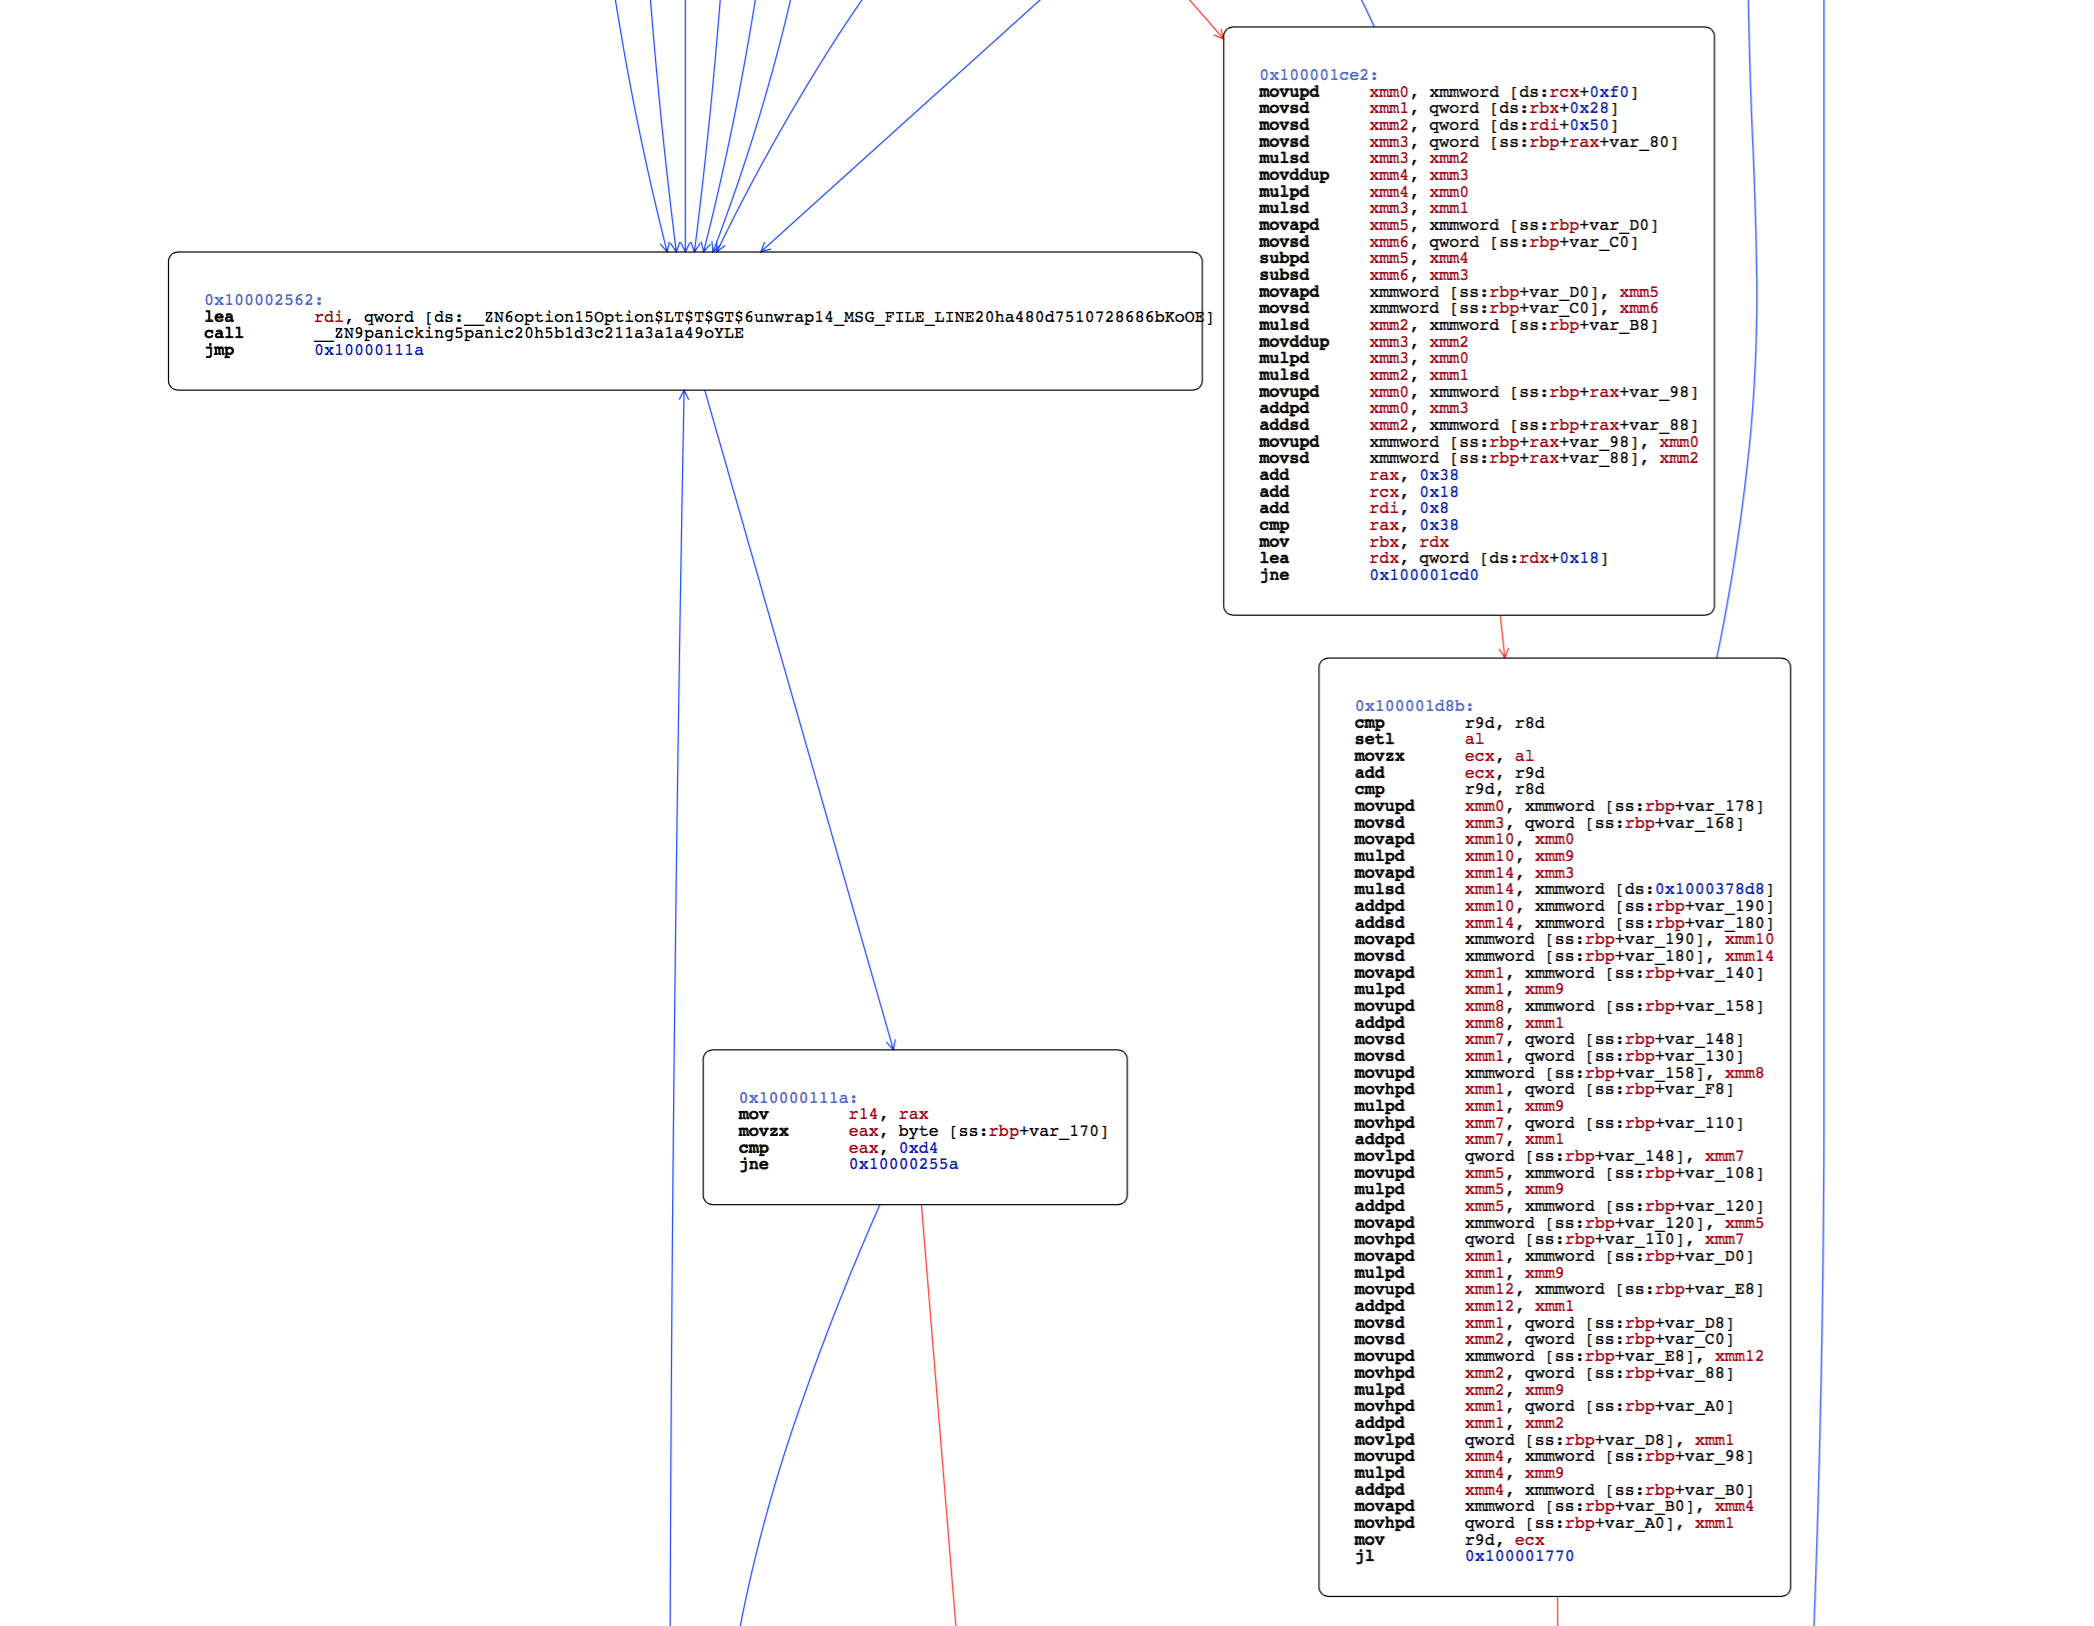 0x100001ce2:
movupd xmm0, xmmword [ds:rcx+0xf0]
movsd xmm1, qword [ds:rbx+0x28]
movsd xmm2, qword [ds:rdi+0x50]
movsd xmm3, qword [ss:rbp+rax+var_80]
mulsd xmm3, xmm2
movddup xmm4, xmm3
mulpd xmm4, xmm0
mulsd xmm3, xmm1
movapd xmm5, xmmword [ss:rbp+var_D0]
movsd xmm6, qword [ss:rbp+var_C0]
subpd xmm5, xmm4
subsd xmm6, xmm3
movapd xmmword [ss:rbp+var_D0], xmm5
movsd xmmword [ss:rbp+var_C0], xmm6
mulsd xmm2, xmmword [ss:rbp+var_B8]
movddup xmm3, xmm2
mulpd xmm3, xmm0
mulsd xmm2, xmm1
movupd xmm0, xmmword [ss:rbp+rax+var_98]
addpd xmm0, xmm3
addsd xmm2, xmmword [ss:rbp+rax+var_88]
movupd xmmword [ss:rbp+rax+var_98], xmm0
movsd xmmword [ss:rbp+rax+var_88], xmm2
add rax, 0x38
add rcx, 0x18
add rdi, 0x8
cmp rax, 0x38
mov rbx, rdx
lea rdx, qword [ds:rdx+0x18]
jne 0x100001cd0
0x100002562:
lea rdi, qword [ds:__ZN6option15Option$LT$T$GT$6unwrap14_MSG_FILE_LINE20ha480d7510728686bKoOE]
call __ZN9panicking5panic20h5b1d3c211a3a1a49oYLE
jmp 0x10000111a
0x100001d8b:
cmp r9d, r8d
setl al
movzx ecx, al
add ecx, r9d
cmp r9d, r8d
movupd xmm0, xmmword [ss:rbp+var_178]
movsd xmm3, qword [ss:rbp+var_168]
movapd xmm10, xmm0
mulpd xmm10, xmm9
movapd xmm14, xmm3
mulsd xmm14, xmmword [ds:0x1000378d8]
addpd xmm10, xmmword [ss:rbp+var_190]
addsd xmm14, xmmword [ss:rbp+var_180]
movapd xmmword [ss:rbp+var_190], xmm10
movsd xmmword [ss:rbp+var_180], xmm14
movapd xmm1, xmmword [ss:rbp+var_140]
mulpd xmm1, xmm9
movupd xmm8, xmmword [ss:rbp+var_158]
addpd xmm8, xmm1
movsd xmm7, qword [ss:rbp+var_148]
movsd xmm1, qword [ss:rbp+var_130]
movupd xmmword [ss:rbp+var_158], xmm8
movhpd xmm1, qword [ss:rbp+var_F8]
mulpd xmm1, xmm9
movhpd xmm7, qword [ss:rbp+var_110]
addpd xmm7, xmm1
movlpd qword [ss:rbp+var_148], xmm7
movupd xmm5, xmmword [ss:rbp+var_108]
mulpd xmm5, xmm9
addpd xmm5, xmmword [ss:rbp+var_120]
movapd xmmword [ss:rbp+var_120], xmm5
movhpd qword [ss:rbp+var_110], xmm7
movapd xmm1, xmmword [ss:rbp+var_D0]
mulpd xmm1, xmm9
movupd xmm12, xmmword [ss:rbp+var_E8]
addpd xmm12, xmm1
movsd xmm1, qword [ss:rbp+var_D8]
movsd xmm2, qword [ss:rbp+var_C0]
movupd xmmword [ss:rbp+var_E8], xmm12
movhpd xmm2, qword [ss:rbp+var_88]
mulpd xmm2, xmm9
movhpd xmm1, qword [ss:rbp+var_A0]
addpd xmm1, xmm2
movlpd qword [ss:rbp+var_D8], xmm1
movupd xmm4, xmmword [ss:rbp+var_98]
mulpd xmm4, xmm9
addpd xmm4, xmmword [ss:rbp+var_B0]
movapd xmmword [ss:rbp+var_B0], xmm4
movhpd qword [ss:rbp+var_A0], xmm1
mov r9d, ecx
jl 0x100001770
0x10000111a:
mov r14, rax
movzx eax, byte [ss:rbp+var_170]
cmp eax, 0xd4
jne 0x10000255a